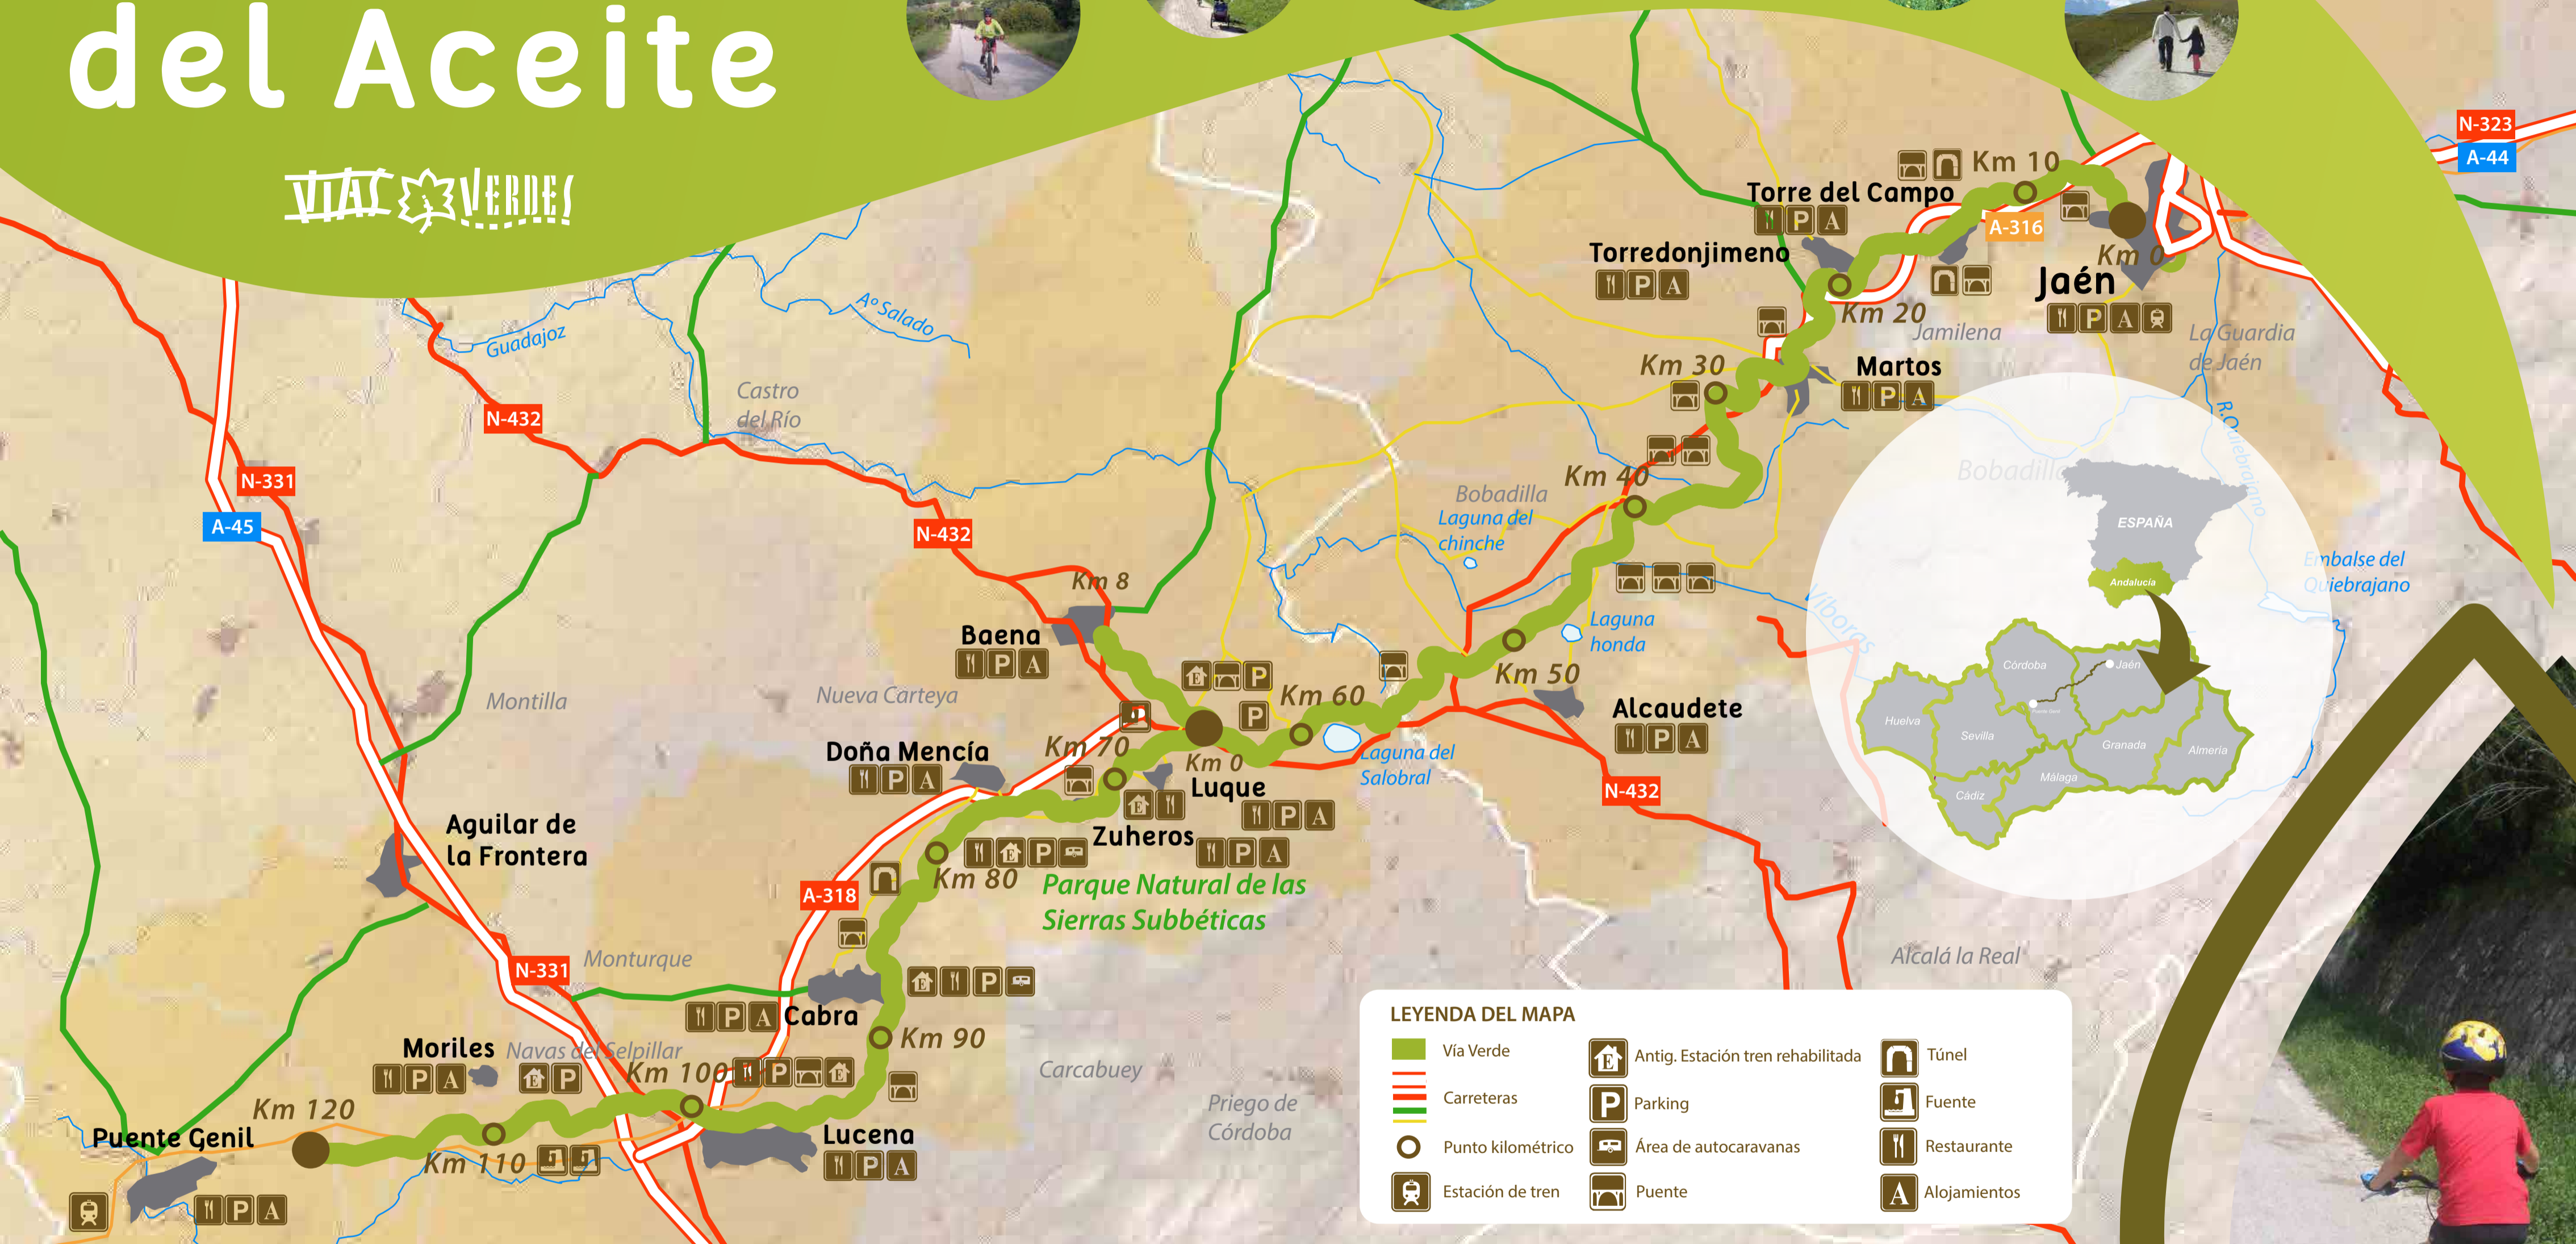 del Aceite
VIAS VERDES
N-323
A-44
Km 10
Torre del Campo
P A
A-316
Km 0
Torredonjimeno
P A
Jaén
P A
Km 20
Jamilena
La Guardia
de Jaén
Aº Salado
Guadajoz
Km 30
Martos
P A
Castro
del Río
N-432
R.Quiebrajano
N-331
A-45
Km 40
Bobadilla
Laguna del
chinche
Bobadilla
N-432
ESPAÑA
Andalucía
Embalse del
Quiebrajano
Km 8
Baena
P A
Laguna
honda
Víboras
Km 50
Córdoba
Jaén
Huelva
Sevilla
Granada
Almería
Málaga
Cádiz
Montilla
Nueva Carteya
E P
Km 60
P
Alcaudete
P A
Doña Mencía
P A
Km 70
Km 0
Laguna del
Salobral
Luque
P A
E
N-432
Aguilar de
la Frontera
Zuheros
P A
E P
Km 80
A-318
Parque Natural de las
Sierras Subbéticas
N-331
Monturque
Alcalá la Real
E P
P A
Cabra
Km 90
Moriles
P A
Navas del Selpillar
E P
Km 100
P E
Carcabuey
Priego de
Córdoba
Km 120
Puente Genil
P A
Km 110
Lucena
P A
LEYENDA DEL MAPA
Vía Verde
Carreteras
Punto kilométrico
Estación de tren
E Antig. Estación tren rehabilitada
P Parking
Área de autocaravanas
Puente
Túnel
Fuente
Restaurante
A Alojamientos